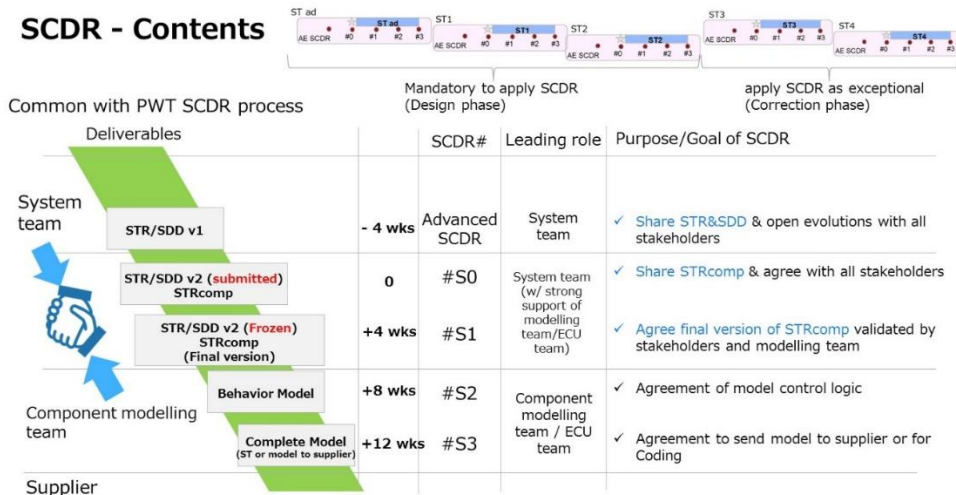 SCDR - Contents
ST ad
ST ad
AE SCDR
#0 #1 #2 #3
ST1
ST1
AE SCDR
#0 #1 #2 #3
ST2
ST2
AE SCDR
#0 #1 #2 #3
ST3
ST3
AE SCDR
#0 #1 #2 #3
ST4
ST4
AE SCDR
#0 #1 #2 #3
Mandatory to apply SCDR
(Design phase)
apply SCDR as exceptional
(Correction phase)
Common with PWT SCDR process
Deliverables
SCDR#
Leading role
Purpose/Goal of SCDR
System
team
STR/SDD v1
- 4 wks
Advanced
SCDR
System
team
✓ Share STR&SDD & open evolutions with all
stakeholders
STR/SDD v2 (submitted)
STRcomp
0
#S0
System team
(w/ strong
support of
modelling
team/ECU
team)
✓ Share STRcomp & agree with all stakeholders
STR/SDD v2 (Frozen)
STRcomp
(Final version)
+4 wks
#S1
✓ Agree final version of STRcomp validated by
stakeholders and modelling team
Component modelling
team
Behavior Model
+8 wks
#S2
Component
modelling
team / ECU
team
✓ Agreement of model control logic
Complete Model
(ST or model to supplier)
+12 wks
#S3
✓ Agreement to send model to supplier or for
Coding
Supplier